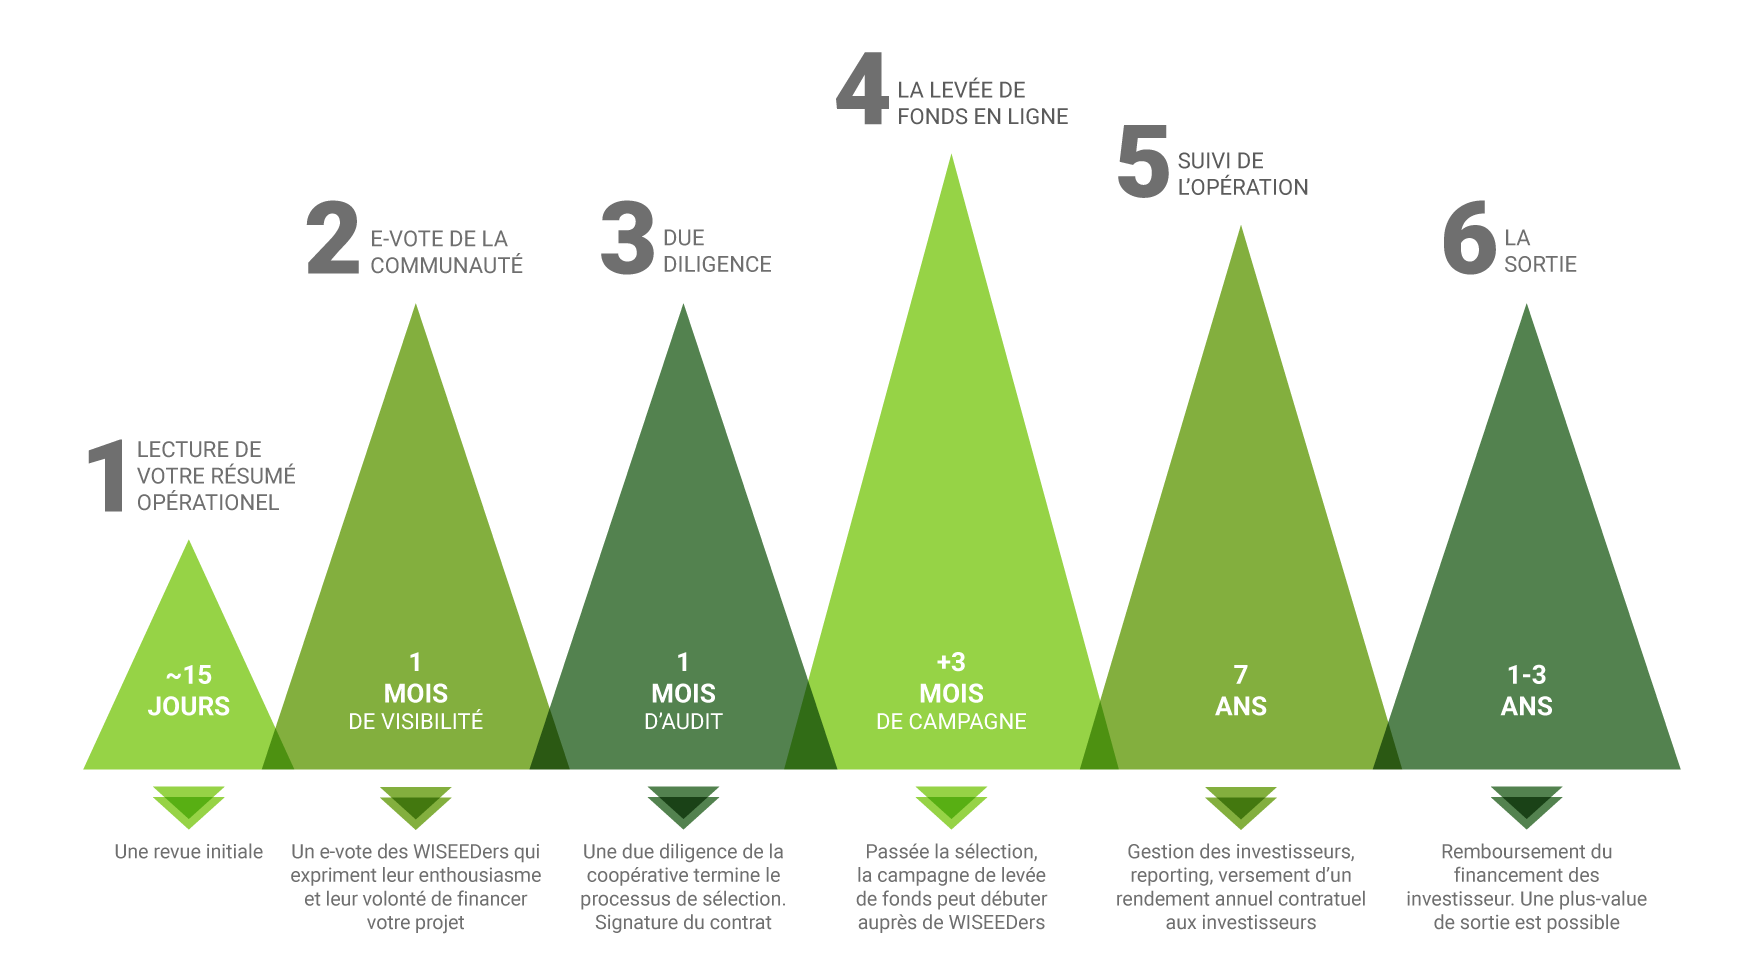 1
LECTURE DE
VOTRE RÉSUMÉ
OPÉRATIONEL
~15
JOURS
Une revue initiale
2
E-VOTE DE LA
COMMUNAUTÉ
1
MOIS
DE VISIBILITÉ
Un e-vote des WISEEDers qui
expriment leur enthousiasme
et leur volonté de financer
votre projet
3
DUE
DILIGENCE
1
MOIS
D'AUDIT
Une due diligence de la
coopérative termine le
processus de sélection.
Signature du contrat
4
LA LEVÉE DE
FONDS EN LIGNE
+3
MOIS
DE CAMPAGNE
Passée la sélection,
la campagne de levée
de fonds peut débuter
auprès de WISEEDers
5
SUIVI DE
L'OPÉRATION
7
ANS
Gestion des investisseurs,
reporting, versement d'un
rendement annuel contratuel
aux investisseurs
6
LA
SORTIE
1-3
ANS
Remboursement du
financement des
investisseur. Une plus-value
de sortie est possible